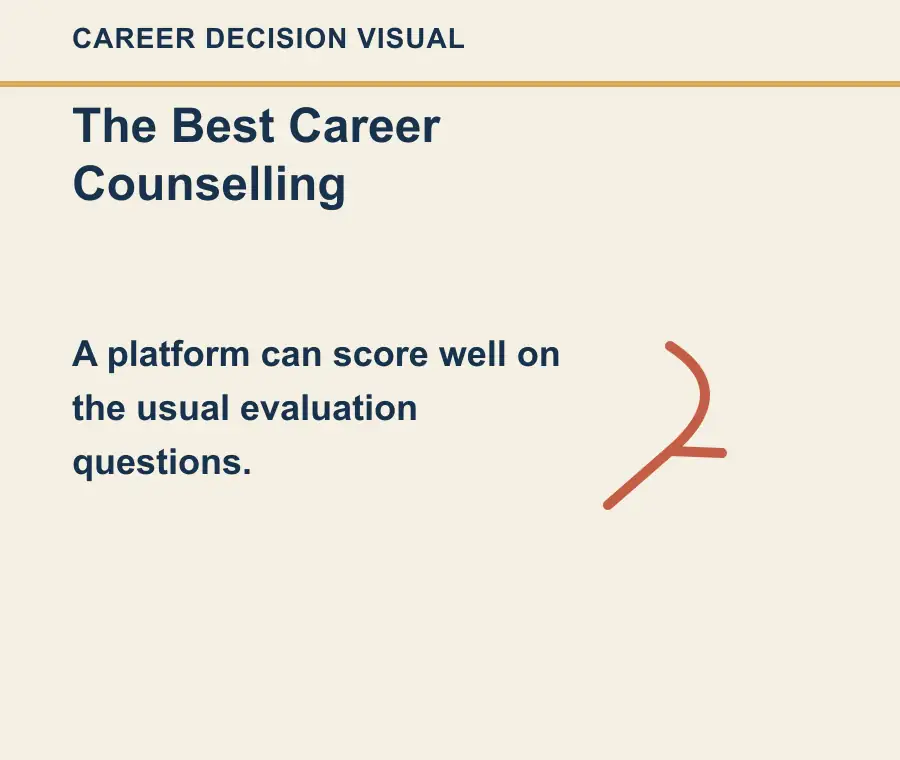 CAREER DECISION VISUAL
The Best Career
Counselling
A platform can score well on
the usual evaluation
questions.